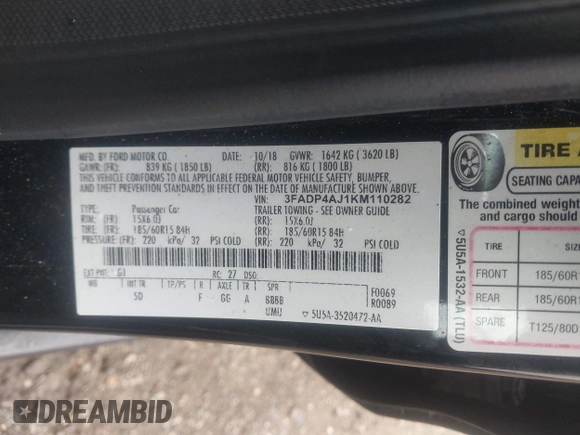 MFD. BY FORD MOTOR CO.
DATE: 10/18 GVWR: 1642 KG ( 3620 LB)
GAWR: (FR): 839 KG ( 1850 LB) (RR): 816 KG ( 1800 LB)
THIS VEHICLE CONFORMS TO ALL APPLICABLE FEDERAL MOTOR VEHICLE SAFETY, BUMPER,
AND THEFT PREVENTION STANDARDS IN EFFECT ON THE DATE OF MANUFACTURE SHOWN ABOVE.
VIN: 3FADP4AJ1KM110282
TYPE: Passenger Car TRAILER TOWING - SEE OWNER GUIDE
RIM: 15X6.0J (RR): 15X6.0J
TIRE: (FR): 185/60R15 84H (RR): 185/60R15 84H
PRESSURE: (FR): 220 kPa/ 32 PSI COLD (RR): 220 kPa/ 32 PSI COLD
EXT PNT: G1 RC: 27 DSO:
WB INT TR TP/PS R AXLE TR SPR
5D F GG A BBBB
UMU
F0069
R0089
▽ 5U5A-3520472-AA
▽5U5A-1532-AA (TLU)
TIRE
SEATING CAPA
The combined weight
and cargo should
TIRE SIZE
FRONT 185/60R
REAR 185/60R1
SPARE T125/80D
DREAMBID